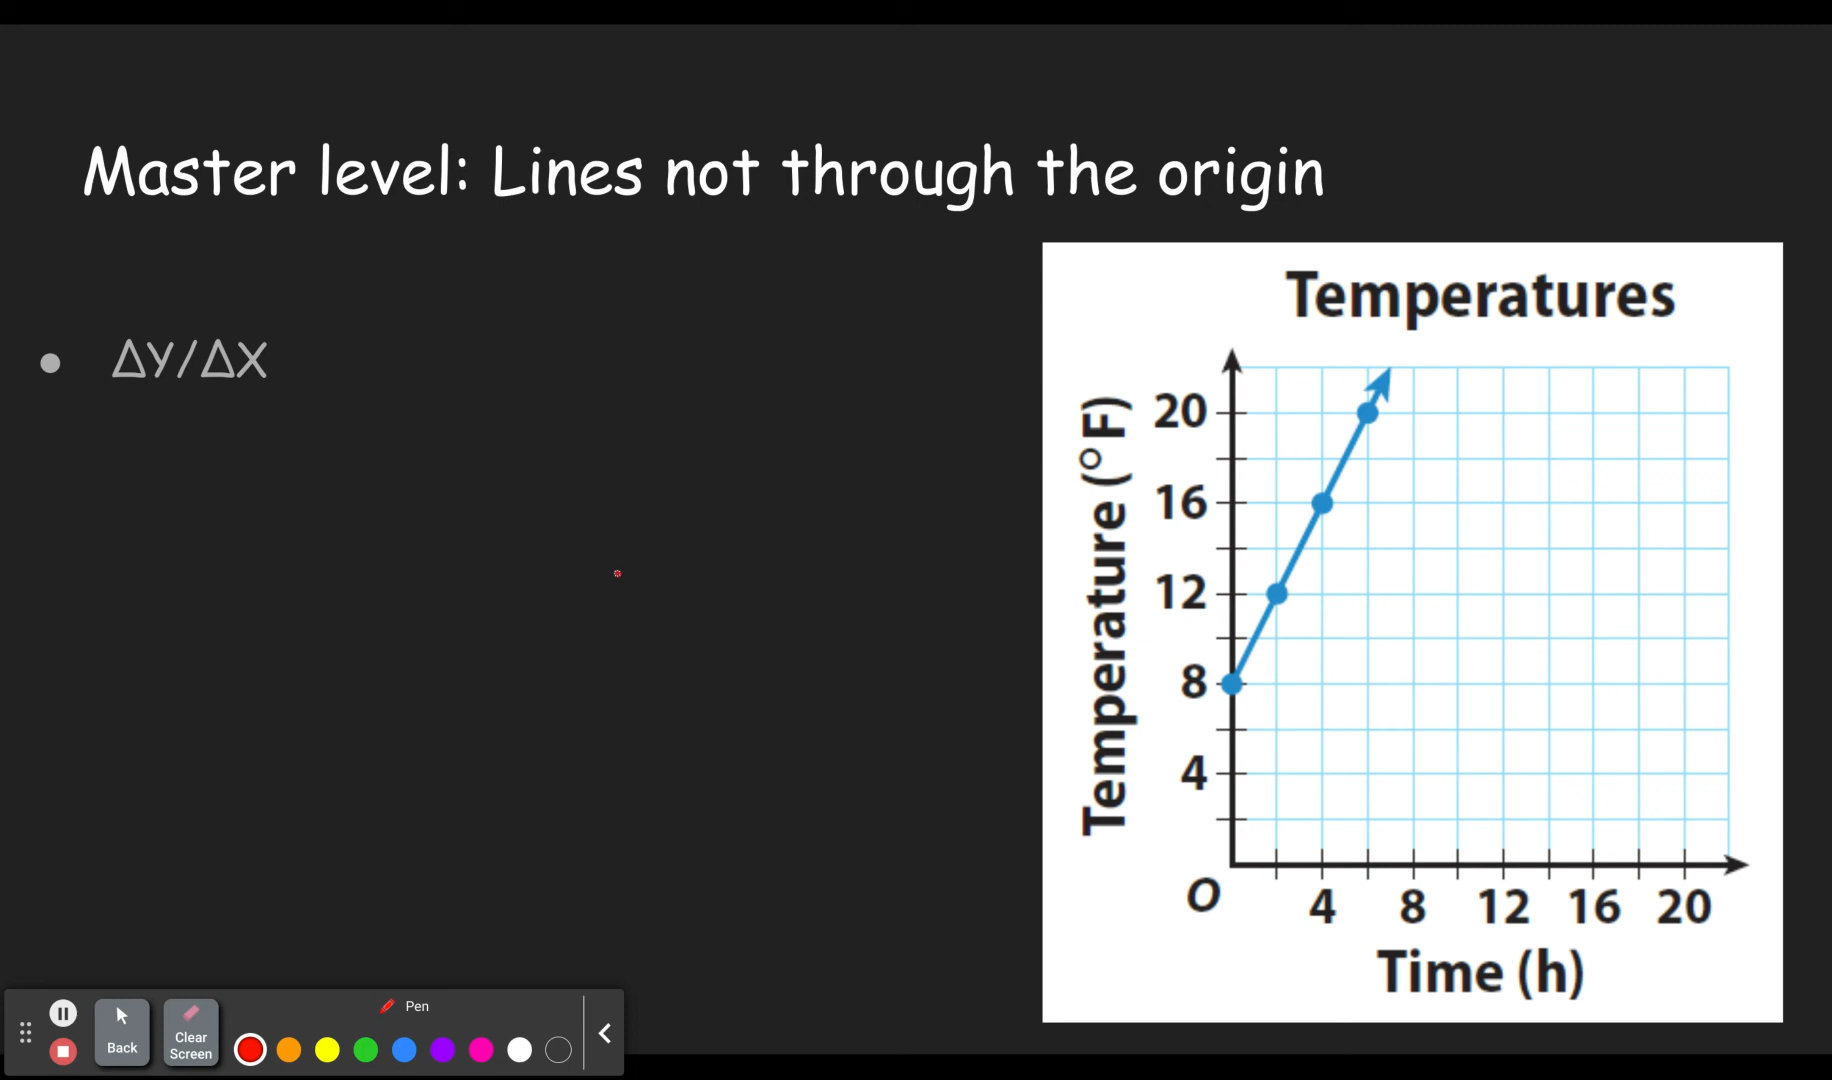 Master level: Lines not through the origin
● ΔY/ΔX
Temperatures
Temperature (°F)
20
16
12
8
4
O
4 8 12 16 20
Time (h)
Pen
Back
Clear
Screen